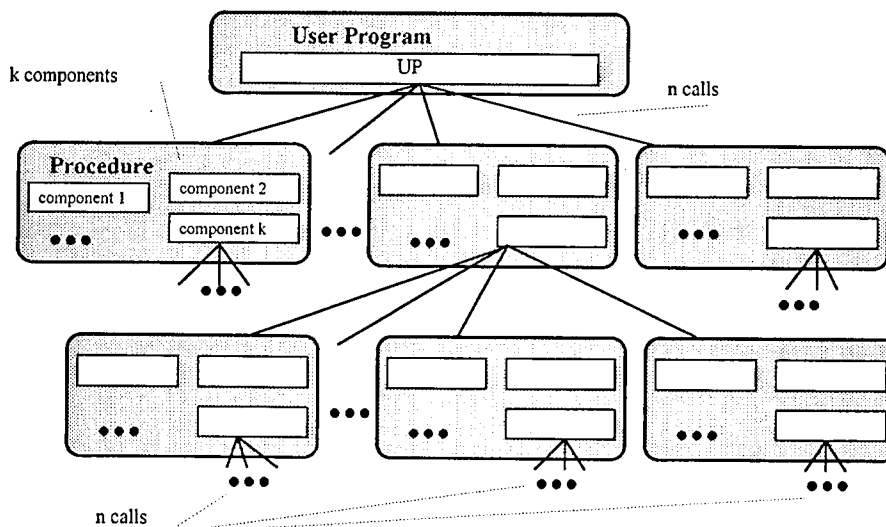 User Program
UP
k components
n calls
Procedure
component 1
component 2
component k
n calls